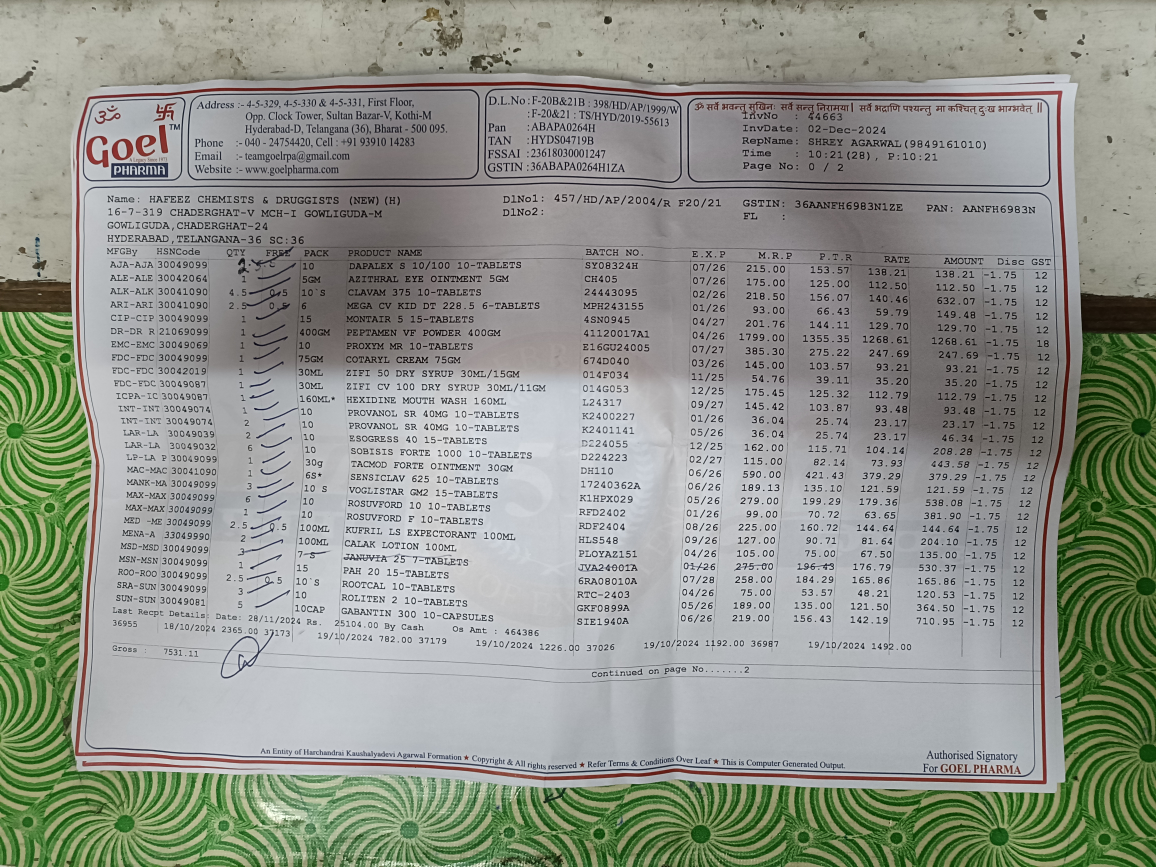 ॐ
Goel™
A Legacy Since 1973
PHARMA
Address :- 4-5-329, 4-5-330 & 4-5-331, First Floor,
Opp. Clock Tower, Sultan Bazar-V, Kothi-M
Hyderabad-D, Telangana (36), Bharat - 500 095.
Phone :- 040 - 24754420, Cell : +91 93910 14283
Email :- teamgoelrpa@gmail.com
Website :- www.goelpharma.com
D.L.No : F-20B&21B : 398/HD/AP/1999/W
: F-20&21 : TS/HYD/2019-55613
Pan : ABAPA0264H
TAN : HYDS04719B
FSSAI : 23618030001247
GSTIN : 36ABAPA0264H1ZA
ॐ सर्वे भवन्तु सुखिनः सर्वे सन्तु निरामया। सर्वे भद्राणि पश्यन्तु मा कश्चित् दुःख भाग्भवेत् ॥
InvNo : 44663
InvDate: 02-Dec-2024
RepName: SHREY AGARWAL(9849161010)
Time : 10:21(28), P:10:21
Page No: 0 / 2
Name: HAFEEZ CHEMISTS & DRUGGISTS (NEW)(H) DlNo1: 457/HD/AP/2004/R F20/21 GSTIN: 36AANFH6983N1ZE PAN: AANFH6983N
16-7-319 CHADERGHAT-V MCH-I GOWLIGUDA-M DlNo2: FL :
GOWLIGUDA,CHADERGHAT-24
HYDERABAD,TELANGANA-36 SC:36
MFGBy HSNCode QTY FREE PACK PRODUCT NAME BATCH NO. E.X.P M.R.P P.T.R RATE AMOUNT Disc GST
AJA-AJA 30049099 10 DAPALEX S 10/100 10-TABLETS SY08324H 07/26 215.00 153.57 138.21 138.21 -1.75 12
ALE-ALE 30042064 1 5GM AZITHRAL EYE OINTMENT 5GM CH405 07/26 175.00 125.00 112.50 112.50 -1.75 12
ALK-ALK 30041090 4.5 0.5 10`S CLAVAM 375 10-TABLETS 24443095 02/26 218.50 156.07 140.46 632.07 -1.75 12
ARI-ARI 30041090 2.5 0.5 6 MEGA CV KID DT 228.5 6-TABLETS MPH243155 01/26 93.00 66.43 59.79 149.48 -1.75 12
CIP-CIP 30049099 1 15 MONTAIR 5 15-TABLETS 4SN0945 04/27 201.76 144.11 129.70 129.70 -1.75 12
DR-DR R 21069099 1 400GM PEPTAMEN VF POWDER 400GM 41120017A1 04/26 1799.00 1355.35 1268.61 1268.61 -1.75 18
EMC-EMC 30049069 1 10 PROXYM MR 10-TABLETS E16GU24005 07/27 385.30 275.22 247.69 247.69 -1.75 12
FDC-FDC 30049099 1 75GM COTARYL CREAM 75GM 674D040 03/26 145.00 103.57 93.21 93.21 -1.75 12
FDC-FDC 30042019 1 30ML ZIFI 50 DRY SYRUP 30ML/15GM 014F034 11/25 54.76 39.11 35.20 35.20 -1.75 12
FDC-FDC 30049087 1 30ML ZIFI CV 100 DRY SYRUP 30ML/11GM 014G053 12/25 175.45 125.32 112.79 112.79 -1.75 12
ICPA-IC 30049087 1 160ML* HEXIDINE MOUTH WASH 160ML L24317 09/27 145.42 103.87 93.48 93.48 -1.75 12
INT-INT 30049074 1 10 PROVANOL SR 40MG 10-TABLETS K2400227 01/26 36.04 25.74 23.17 23.17 -1.75 12
INT-INT 30049074 2 10 PROVANOL SR 40MG 10-TABLETS K2401141 05/26 36.04 25.74 23.17 46.34 -1.75 12
LAR-LA 30049039 2 10 ESOGRESS 40 15-TABLETS D224055 12/25 162.00 115.71 104.14 208.28 -1.75 12
LAR-LA 30049032 6 10 SOBISIS FORTE 1000 10-TABLETS D224223 02/27 115.00 82.14 73.93 443.58 -1.75 12
LP-LA P 30049099 1 30g TACMOD FORTE OINTMENT 30GM DH110 06/26 590.00 421.43 379.29 379.29 -1.75 12
MAC-MAC 30041090 1 6S* SENSICLAV 625 10-TABLETS 17240362A 06/26 189.13 135.10 121.59 121.59 -1.75 12
MANK-MA 30049099 3 10`S VOGLISTAR GM2 15-TABLETS K1HPX029 05/26 279.00 199.29 179.36 538.08 -1.75 12
MAX-MAX 30049099 6 10 ROSUVFORD 10 10-TABLETS RFD2402 01/26 99.00 70.72 63.65 381.90 -1.75 12
MAX-MAX 30049099 1 10 ROSUVFORD F 10-TABLETS RDF2404 08/26 225.00 160.72 144.64 144.64 -1.75 12
MED -ME 30049099 2.5 0.5 100ML KUFRIL LS EXPECTORANT 100ML HLS548 09/26 127.00 90.71 81.64 204.10 -1.75 12
MENA-A 33049990 2 100ML CALAK LOTION 100ML PLOYAZ151 04/26 105.00 75.00 67.50 135.00 -1.75 12
MSD-MSD 30049099 3 7-S JANUVIA 25 7-TABLETS JVA24001A 01/26 275.00 196.43 176.79 530.37 -1.75 12
MSN-MSN 30049099 1 15 PAH 20 15-TABLETS 6RA08010A 07/28 258.00 184.29 165.86 165.86 -1.75 12
ROO-ROO 30049099 2.5 0.5 10`S ROOTCAL 10-TABLETS RTC-2403 04/26 75.00 53.57 48.21 120.53 -1.75 12
SRA-SUN 30049099 3 10 ROLITEN 2 10-TABLETS GKF0899A 05/26 189.00 135.00 121.50 364.50 -1.75 12
SUN-SUN 30049081 5 10CAP GABANTIN 300 10-CAPSULES SIE1940A 06/26 219.00 156.43 142.19 710.95 -1.75 12
Last Recpt Details: Date: 28/11/2024 Rs. 25104.00 By Cash Os Amt : 464386
36955 18/10/2024 2365.00 37173 19/10/2024 782.00 37179 19/10/2024 1226.00 37026 19/10/2024 1192.00 36987 19/10/2024 1492.00
Gross : 7531.11
Continued on page No.......2
An Entity of Harchandrai Kaushalyadevi Agarwal Formation ★ Copyright & All rights reserved ★ Refer Terms & Conditions Over Leaf ★ This is Computer Generated Output.
Authorised Signatory
For GOEL PHARMA